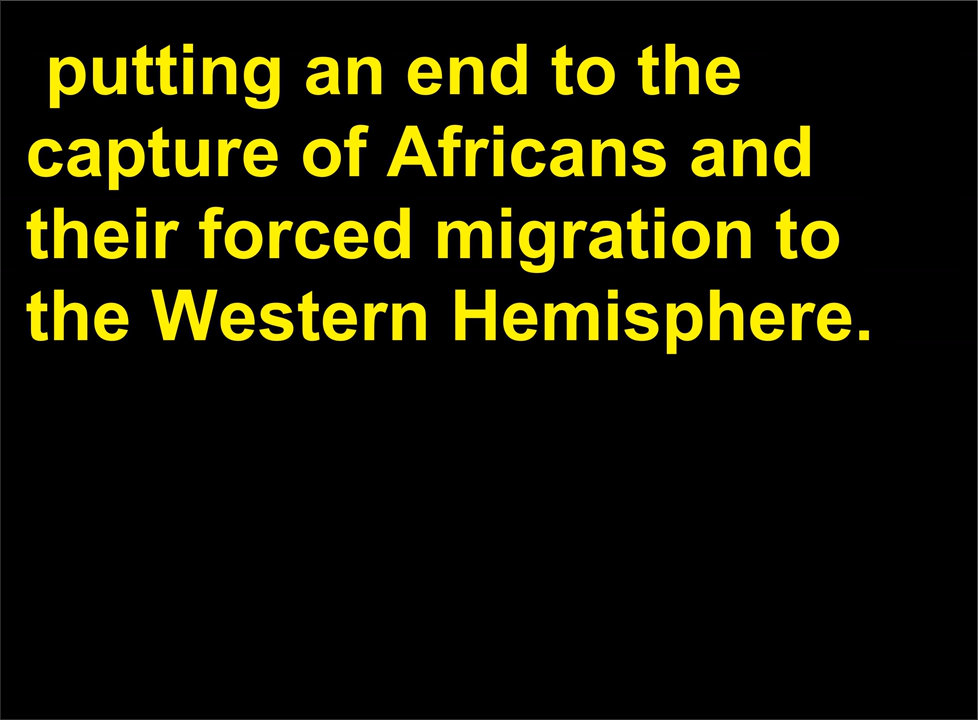 putting an end to the
capture of Africans and
their forced migration to
the Western Hemisphere.